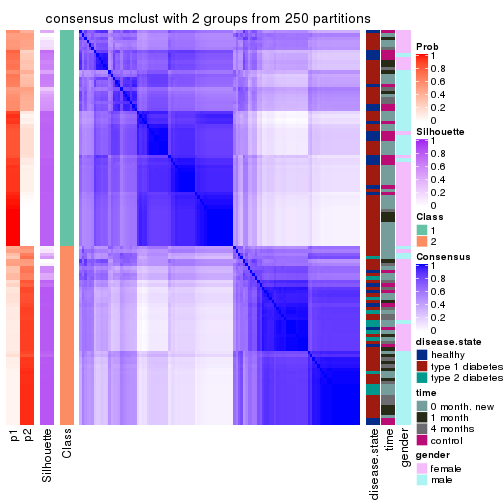 consensus mclust with 2 groups from 250 partitions
Prob
1
0.8
0.6
0.4
0.2
0
Silhouette
1
0.8
0.6
0.4
0.2
0
Class
1
2
Consensus
1
0.8
0.6
0.4
0.2
0
disease.state
healthy
type 1 diabetes
type 2 diabetes
time
0 month. new
1 month
4 months
control
gender
female
male
p1
p2
Silhouette
Class
disease.state
time
gender